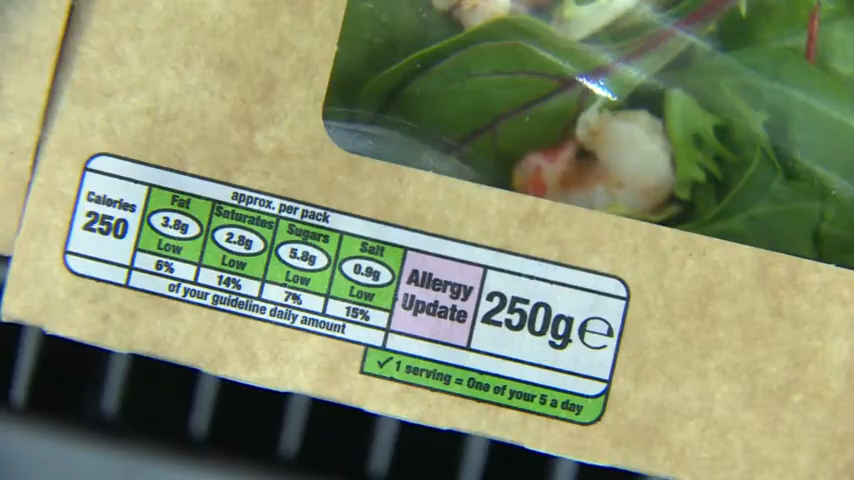 approx. per pack
Calories
250
Fat
3.8g
Low
6%
Saturates
2.8g
Low
14%
Sugars
5.8g
Low
7%
Salt
0.9g
Low
15%
of your guideline daily amount
Allergy
Update
250g℮
✓ 1 serving = One of your 5 a day